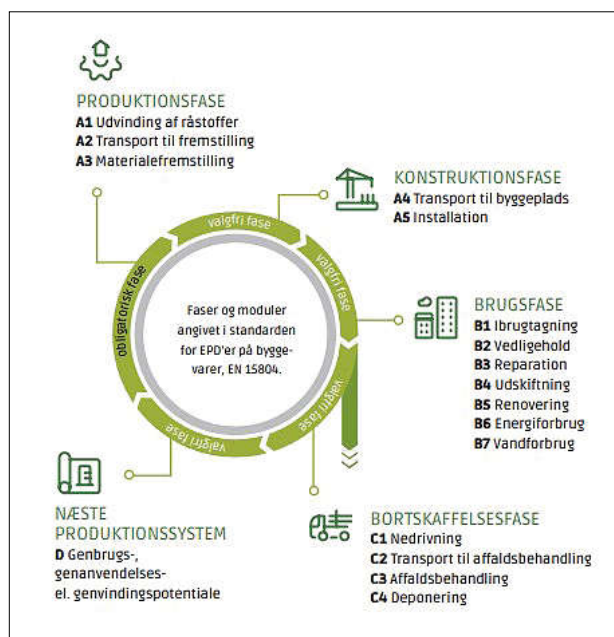 PRODUKTIONSFASE
A1 Udvinding af råstoffer
A2 Transport til fremstilling
A3 Materialefremstilling
KONSTRUKTIONSFASE
A4 Transport til byggeplads
A5 Installation
valgfri fase
valgfri fase
obligatorisk fase
Faser og moduler
angivet i standarden
for EPD'er på bygge-
varer, EN 15804.
BRUGSFASE
B1 Ibrugtagning
B2 Vedligehold
B3 Reparation
B4 Udskiftning
B5 Renovering
B6 Energiforbrug
B7 Vandforbrug
valgfri fase
valgfri fase
NÆSTE
PRODUKTIONSSYSTEM
D Genbrugs-,
genanvendelses-
el. genvindingspotentiale
BORTSKAFFELSESFASE
C1 Nedrivning
C2 Transport til affaldsbehandling
C3 Affaldsbehandling
C4 Deponering